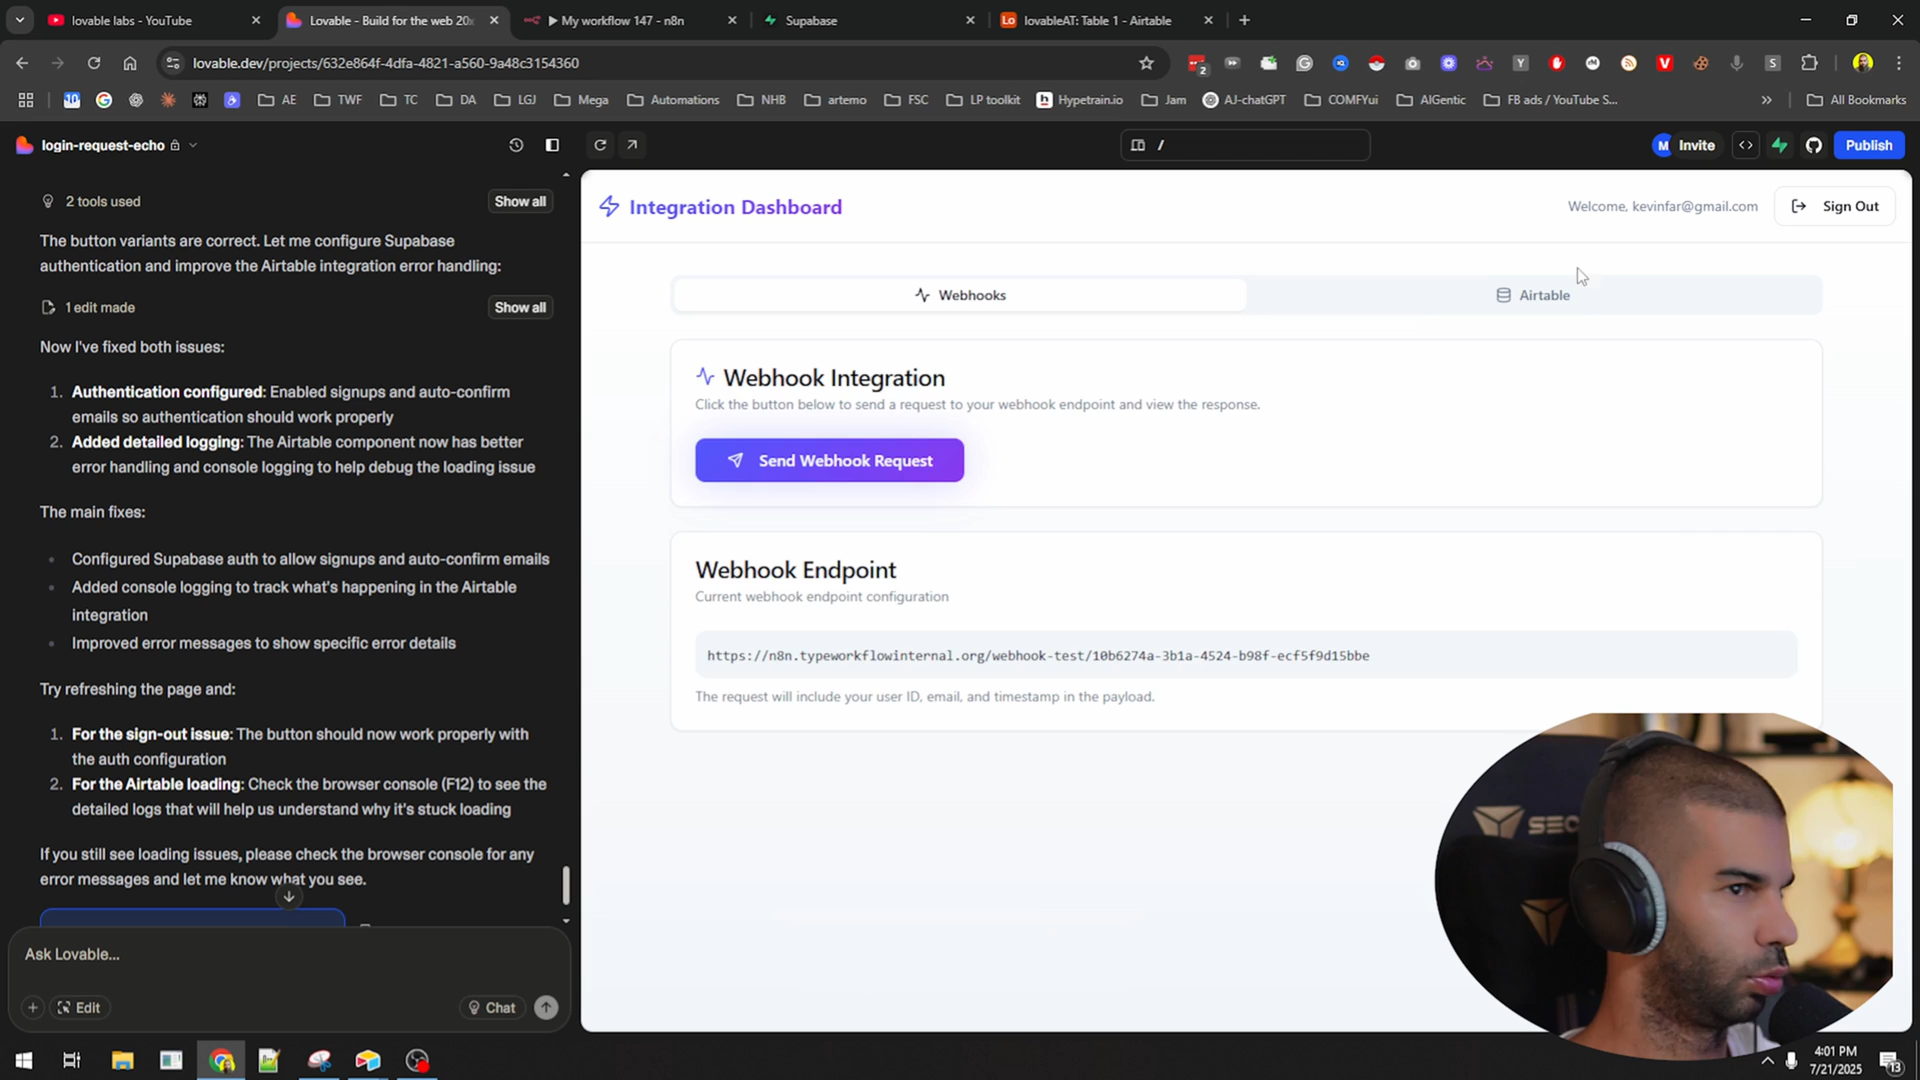 lovable labs - YouTube
Lovable - Build for the web 20x
My workflow 147 - n8n
Supabase
lovableAT: Table 1 - Airtable
lovable.dev/projects/632e864f-4dfa-4821-a560-9a48c3154360
AE
TWF
TC
DA
LGJ
Mega
Automations
NHB
artemo
FSC
LP toolkit
Hypetrain.io
Jam
AJ-chatGPT
COMFYui
AIGentic
FB ads / YouTube S...
All Bookmarks
login-request-echo
/
M
Invite
Publish
2 tools used
Show all
The button variants are correct. Let me configure Supabase
authentication and improve the Airtable integration error handling:
1 edit made
Show all
Now I've fixed both issues:
1. Authentication configured: Enabled signups and auto-confirm
emails so authentication should work properly
2. Added detailed logging: The Airtable component now has better
error handling and console logging to help debug the loading issue
The main fixes:
Configured Supabase auth to allow signups and auto-confirm emails
Added console logging to track what's happening in the Airtable
integration
Improved error messages to show specific error details
Try refreshing the page and:
1. For the sign-out issue: The button should now work properly with
the auth configuration
2. For the Airtable loading: Check the browser console (F12) to see the
detailed logs that will help us understand why it's stuck loading
If you still see loading issues, please check the browser console for any
error messages and let me know what you see.
Ask Lovable...
Edit
Chat
Integration Dashboard
Welcome, kevinfar@gmail.com
Sign Out
Webhooks
Airtable
Webhook Integration
Click the button below to send a request to your webhook endpoint and view the response.
Send Webhook Request
Webhook Endpoint
Current webhook endpoint configuration
https://n8n.typeworkflowinternal.org/webhook-test/10b6274a-3b1a-4524-b98f-ecf5f9d15bbe
The request will include your user ID, email, and timestamp in the payload.
4:01 PM
7/21/2025
13